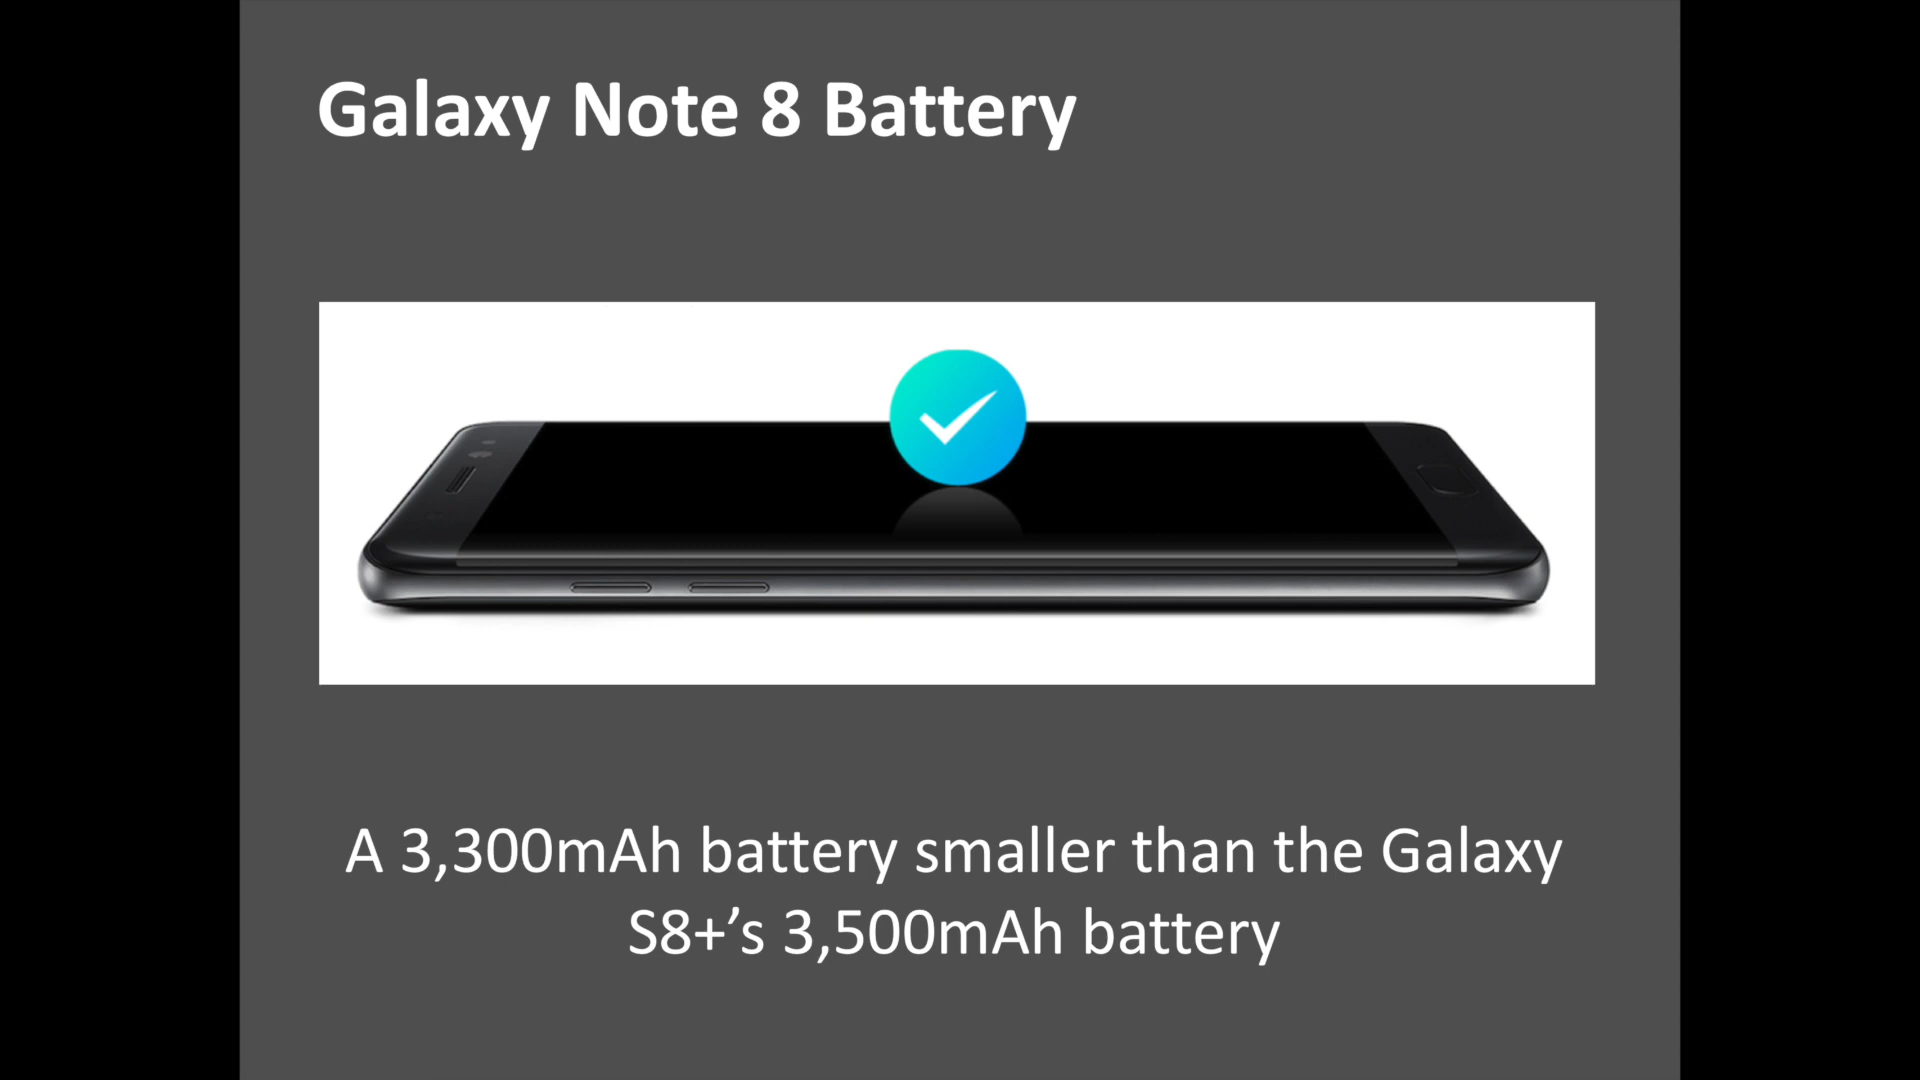 Galaxy Note 8 Battery
A 3,300mAh battery smaller than the Galaxy
S8+’s 3,500mAh battery